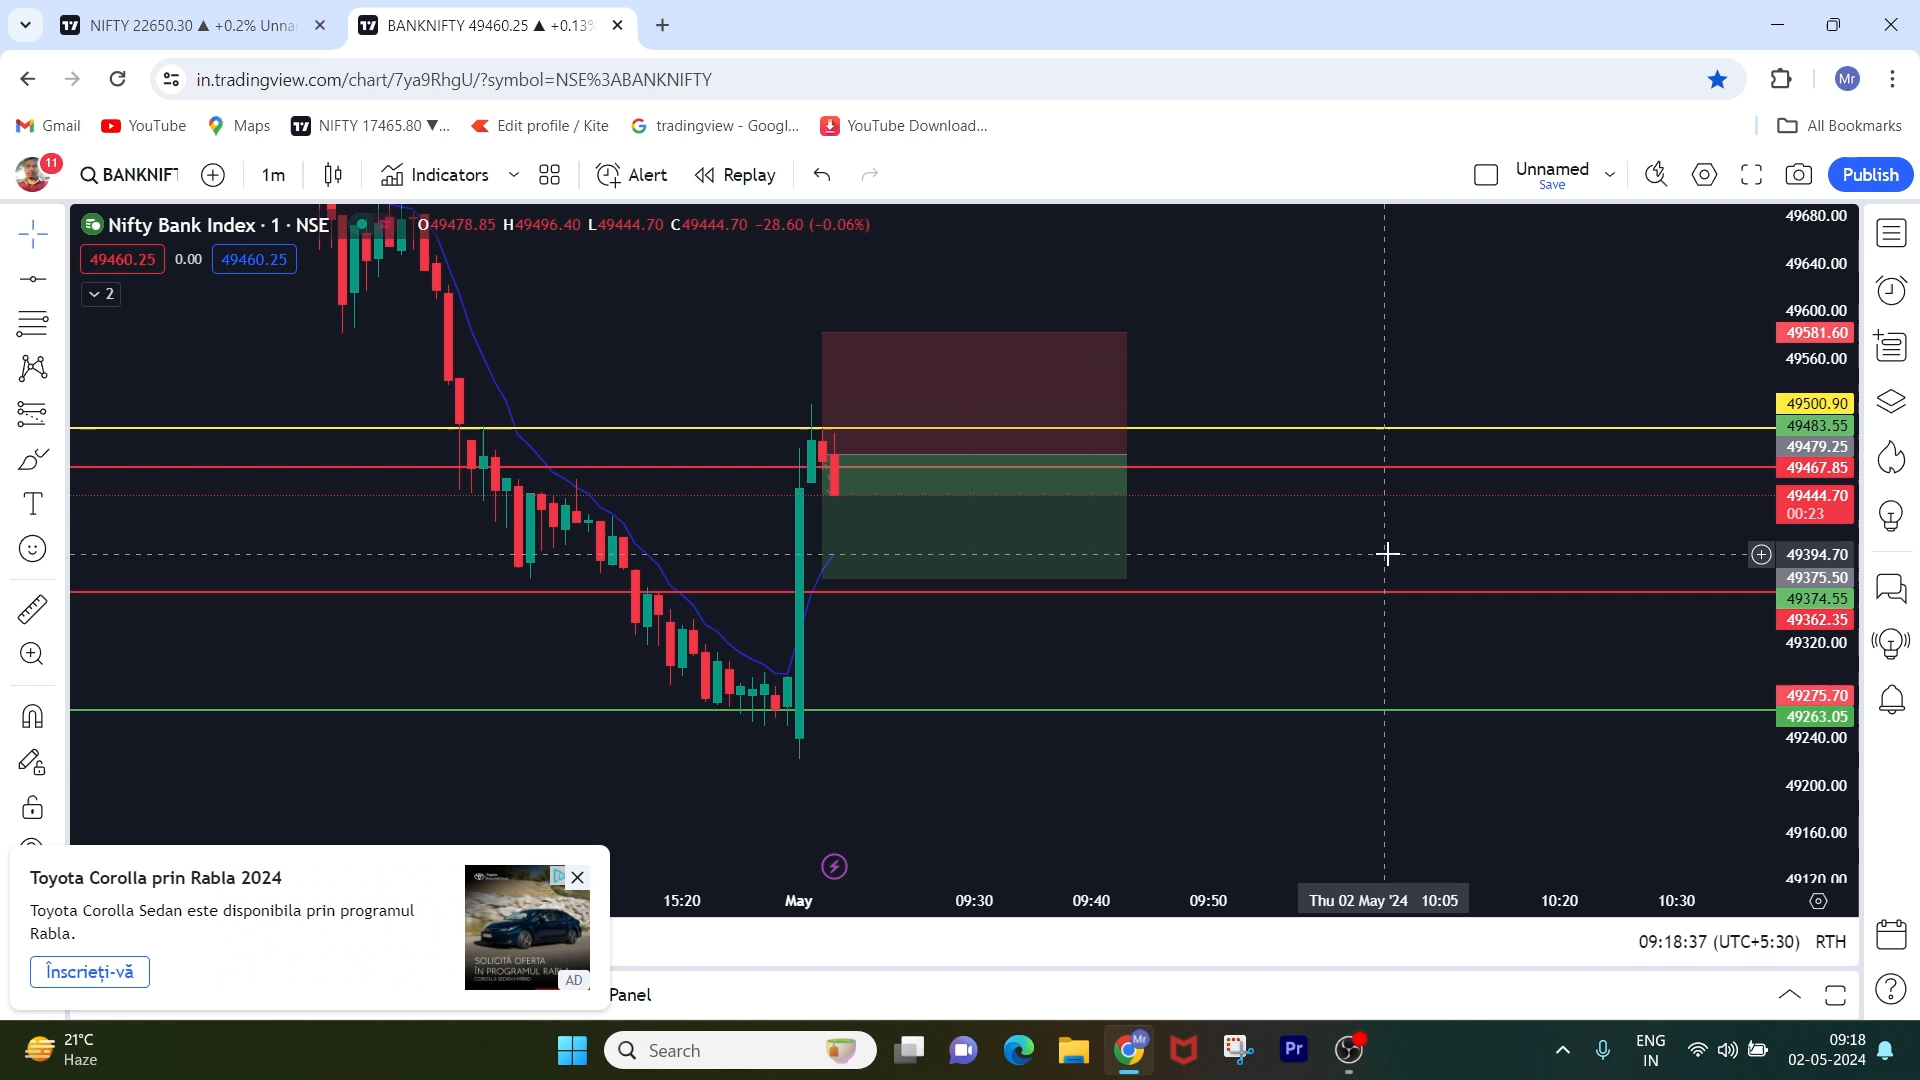 NIFTY 22650.30 ▲ +0.2% Unna
BANKNIFTY 49460.25 ▲ +0.13%
in.tradingview.com/chart/7ya9RhgU/?symbol=NSE%3ABANKNIFTY
Mr
Gmail YouTube Maps NIFTY 17465.80 ▼... Edit profile / Kite tradingview - Googl... YouTube Download... All Bookmarks
11 BANKNIFT 1m Indicators Alert Replay Unnamed Publish
Save
Nifty Bank Index · 1 · NSE O49478.85 H49496.40 L49444.70 C49444.70 −28.60 (−0.06%)
49460.25 0.00 49460.25
2
49680.00
49640.00
49600.00
49581.60
49560.00
49500.90
49483.55
49479.25
49467.85
49444.70
00:23
49394.70
49375.50
49374.55
49362.35
49320.00
49275.70
49263.05
49240.00
49200.00
49160.00
49120.00
15:20 May 09:30 09:40 09:50 Thu 02 May '24 10:05 10:20 10:30
09:18:37 (UTC+5:30) RTH
Panel
Toyota Corolla prin Rabla 2024
Toyota Corolla Sedan este disponibila prin programul
Rabla.
Înscrieți-vă
SOLICITĂ OFERTA
ÎN PROGRAMUL RABLA
AD
21°C
Haze
Search
Mr
Pr
ENG
IN
09:18
02-05-2024